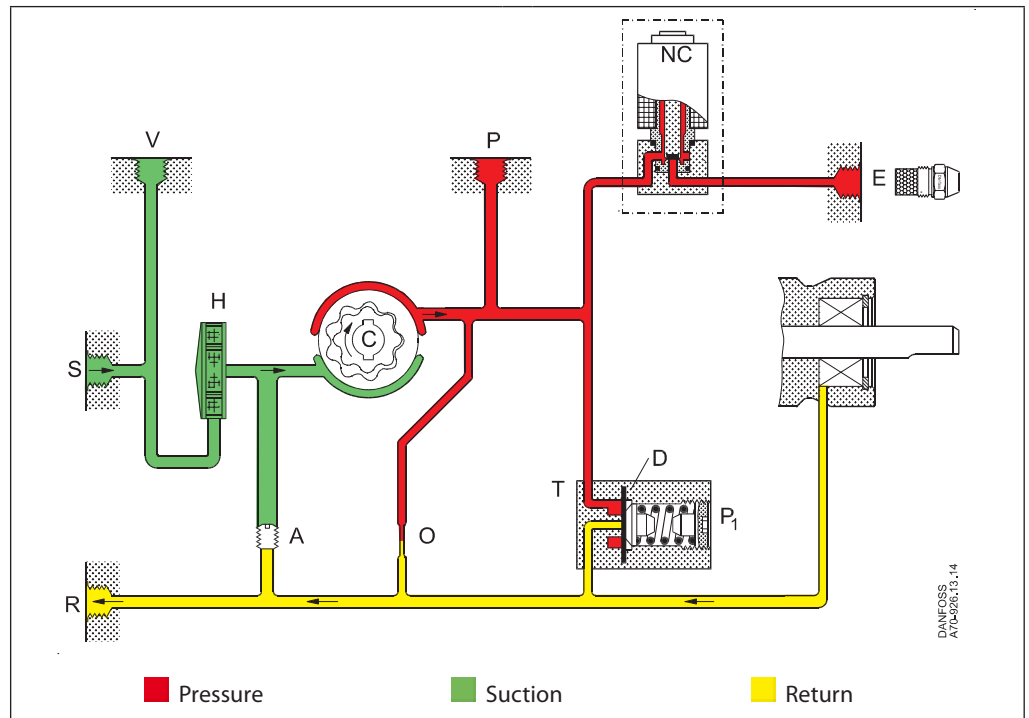 NC
V
P
E
H
C
S
D
T
P1
A
O
R
DANFOSS
A70-926.13.14
Pressure
Suction
Return